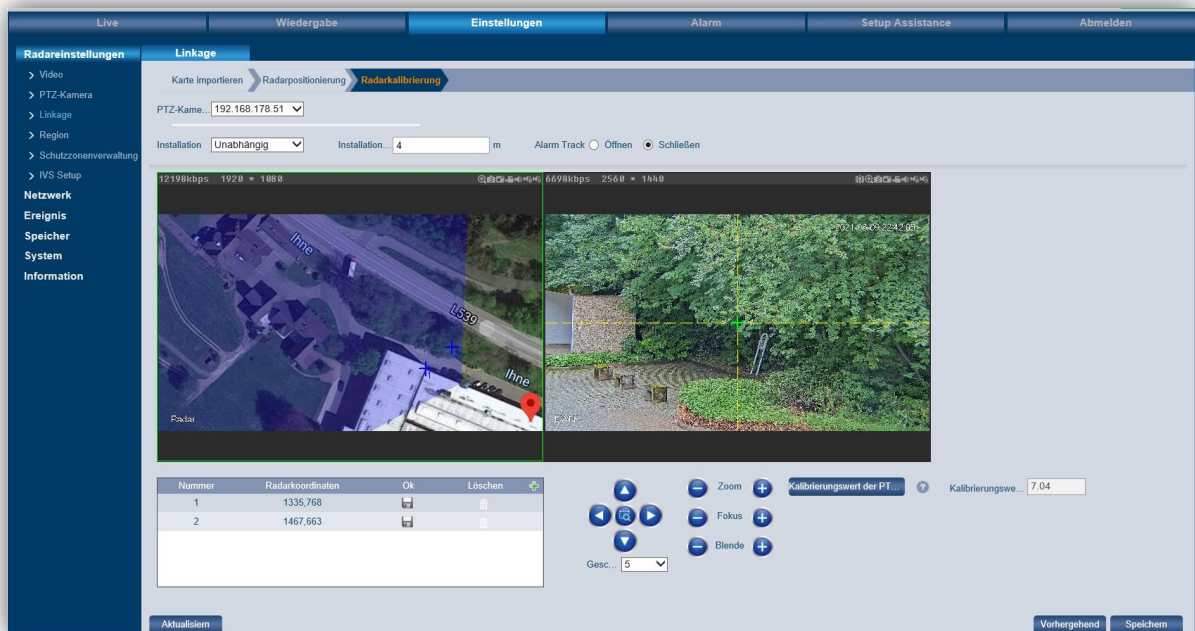 Live Wiedergabe Einstellungen Alarm Setup Assistance Abmelden
Radareinstellungen
Video
PTZ-Kamera
Linkage
Region
Schutzzonenverwaltung
IVS Setup
Netzwerk
Ereignis
Speicher
System
Information
Linkage
Karte importieren Radarpositionierung Radarkalibrierung
PTZ-Kame... 192.168.178.51
Installation Unabhängig Installation... 4 m Alarm Track Öffnen Schließen
12198kbps 1920 * 1080
Ihne
L539
Ihne
Radar
6698kbps 2560 * 1440
Nummer Radarkoordinaten Ok Löschen
1 1335,768
2 1467,663
Zoom
Fokus
Blende
Gesc... 5
Kalibrierungswert der PT... ? Kalibrierungswe... 7.04
Aktualisiern Vorhergehend Speichern